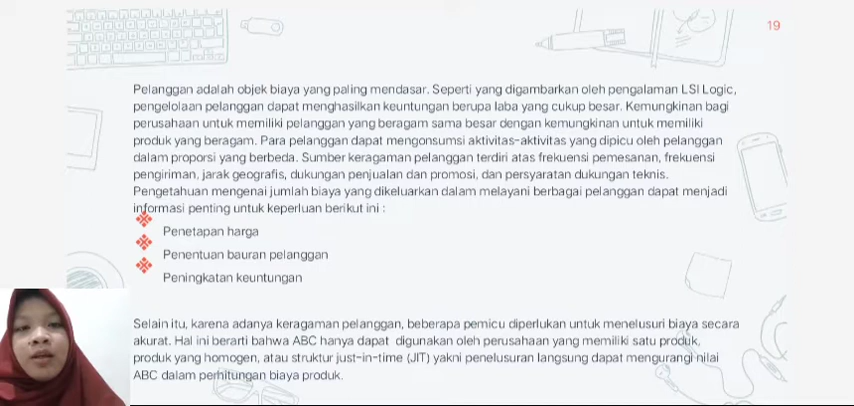 19
Pelanggan adalah objek biaya yang paling mendasar. Seperti yang digambarkan oleh pengalaman LSI Logic,
pengelolaan pelanggan dapat menghasilkan keuntungan berupa laba yang cukup besar. Kemungkinan bagi
perusahaan untuk memiliki pelanggan yang beragam sama besar dengan kemungkinan untuk memiliki
produk yang beragam. Para pelanggan dapat mengonsumsi aktivitas-aktivitas yang dipicu oleh pelanggan
dalam proporsi yang berbeda. Sumber keragaman pelanggan terdiri atas frekuensi pemesanan, frekuensi
pengiriman, jarak geografis, dukungan penjualan dan promosi, dan persyaratan dukungan teknis.
Pengetahuan mengenai jumlah biaya yang dikeluarkan dalam melayani berbagai pelanggan dapat menjadi
informasi penting untuk keperluan berikut ini :
Penetapan harga
Penentuan bauran pelanggan
Peningkatan keuntungan
Selain itu, karena adanya keragaman pelanggan, beberapa pemicu diperlukan untuk menelusuri biaya secara
akurat. Hal ini berarti bahwa ABC hanya dapat digunakan oleh perusahaan yang memiliki satu produk,
produk yang homogen, atau struktur just-in-time (JIT) yakni penelusuran langsung dapat mengurangi nilai
ABC dalam perhitungan biaya produk.